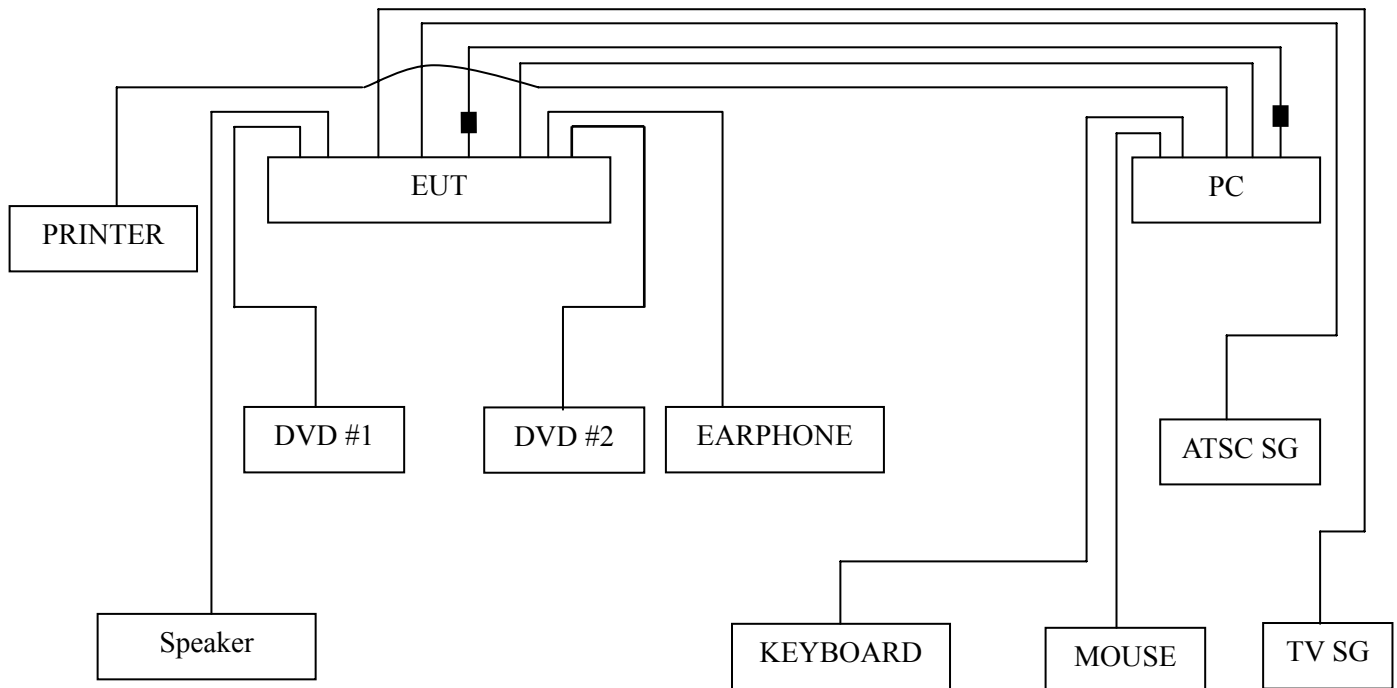 EUT
PC
PRINTER
DVD #1
DVD #2
EARPHONE
ATSC SG
Speaker
KEYBOARD
MOUSE
TV SG